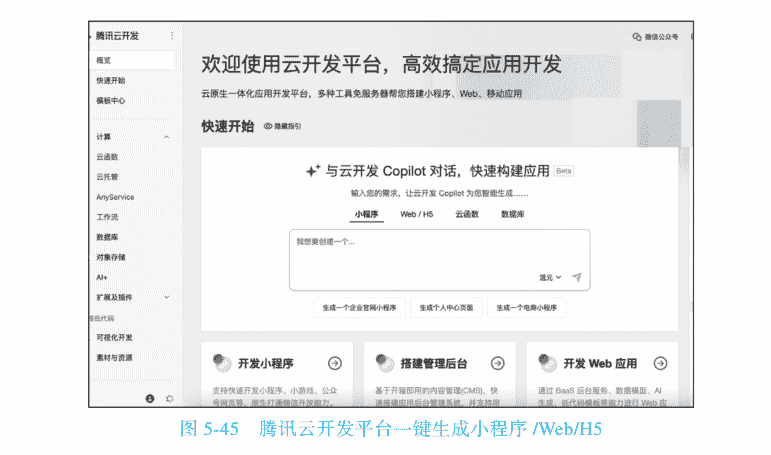 腾讯云开发
微信公众号
概览
快速开始
模板中心
计算
云函数
云托管
AnyService
工作流
数据库
对象存储
AI+
扩展及插件
低代码
可视化开发
素材与资源
欢迎使用云开发平台，高效搞定应用开发
云原生一体化应用开发平台，多种工具免服务器帮您搭建小程序、Web、移动应用
快速开始 隐藏指引
与云开发 Copilot 对话，快速构建应用 Beta
输入您的需求，让云开发 Copilot 为您智能生成……
小程序 Web / H5 云函数 数据库
我想要创建一个...
混元
生成一个企业官网小程序 生成个人中心页面 生成一个电商小程序
开发小程序
支持快速开发小程序、小游戏、公众
号网页等，原生打通微信开放能力。
搭建管理后台
基于开箱即用的内容管理(CMS)，快
速搭建应用后台管理系统，并支持用
开发 Web 应用
通过 BaaS 后台服务、数据模型、AI
生成、低代码模板等能力进行 Web 应
图 5-45 腾讯云开发平台一键生成小程序 /Web/H5